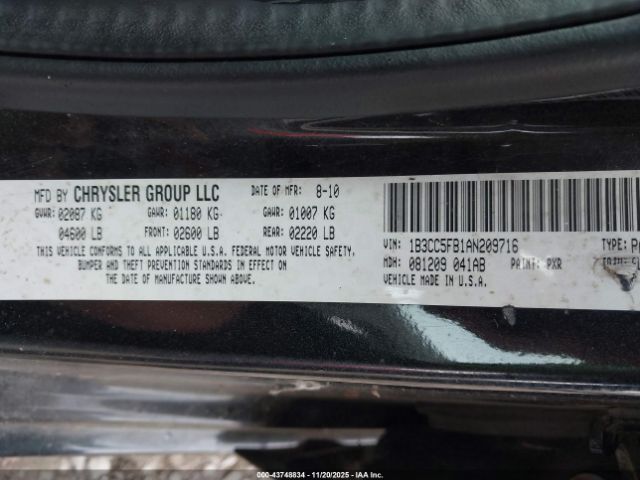 MFD BY CHRYSLER GROUP LLC DATE OF MFR: 8-10
GVWR: 02087 KG GAWR: 01180 KG GAWR: 01007 KG
04600 LB FRONT: 02600 LB REAR: 02220 LB
THIS VEHICLE CONFORMS TO ALL APPLICABLE U.S.A. FEDERAL MOTOR VEHICLE SAFETY,
BUMPER AND THEFT PREVENTION STANDARDS IN EFFECT ON
THE DATE OF MANUFACTURE SHOWN ABOVE.
VIN: 1B3CC5FB1AN209716 TYPE:
MDH: 081209 041AB PAINT: PXR
VEHICLE MADE IN U.S.A.
000-43748834 - 11/20/2025 - IAA Inc.